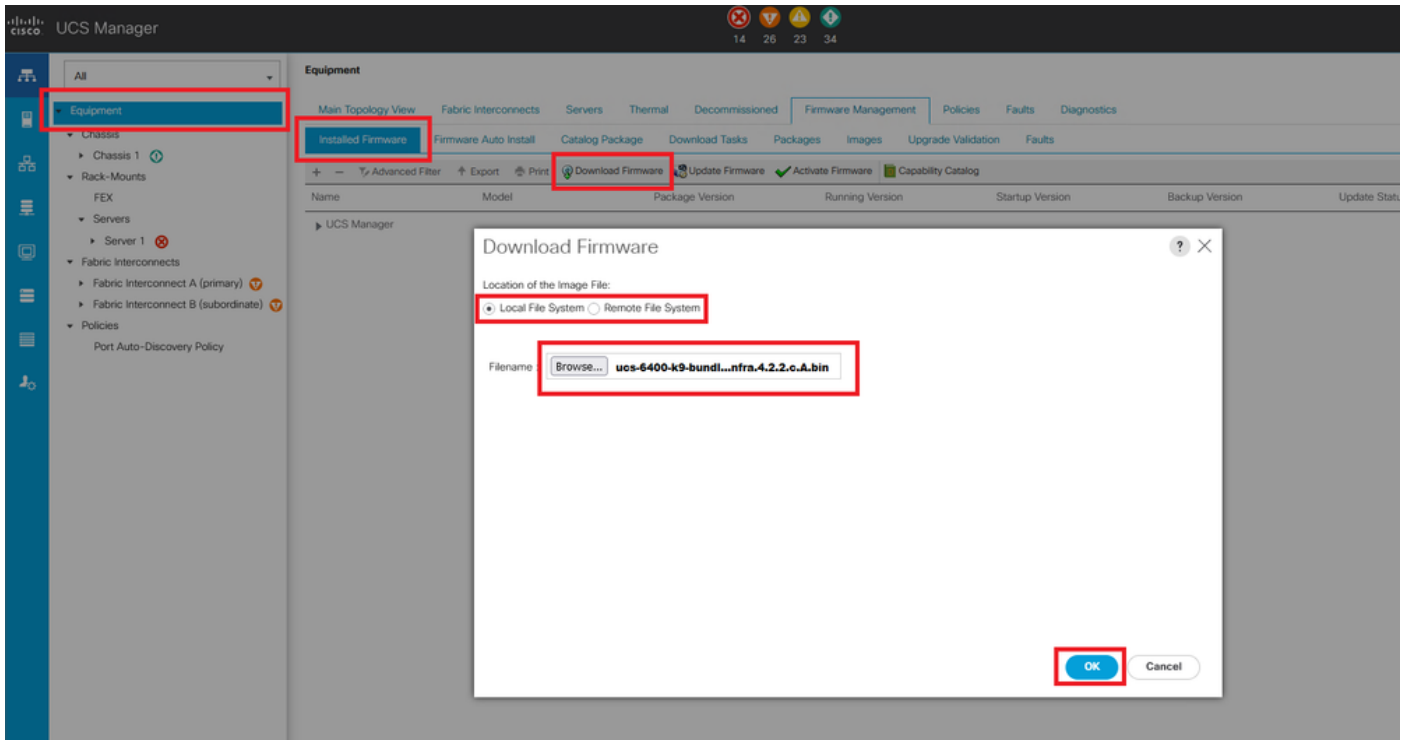 CISCO. UCS Manager
14 26 23 34
All
Equipment
Chassis
Chassis 1
Rack-Mounts
FEX
Servers
Server 1
Fabric Interconnects
Fabric Interconnect A (primary)
Fabric Interconnect B (subordinate)
Policies
Port Auto-Discovery Policy
Equipment
Main Topology View Fabric Interconnects Servers Thermal Decommissioned Firmware Management Policies Faults Diagnostics
Installed Firmware Firmware Auto Install Catalog Package Download Tasks Packages Images Upgrade Validation Faults
+ − Advanced Filter Export Print Download Firmware Update Firmware Activate Firmware Capability Catalog
Name Model Package Version Running Version Startup Version Backup Version Update Statu
UCS Manager
Download Firmware ?
Location of the Image File:
Local File System Remote File System
Filename : Browse... ucs-6400-k9-bundl...nfra.4.2.2.c.A.bin
OK Cancel